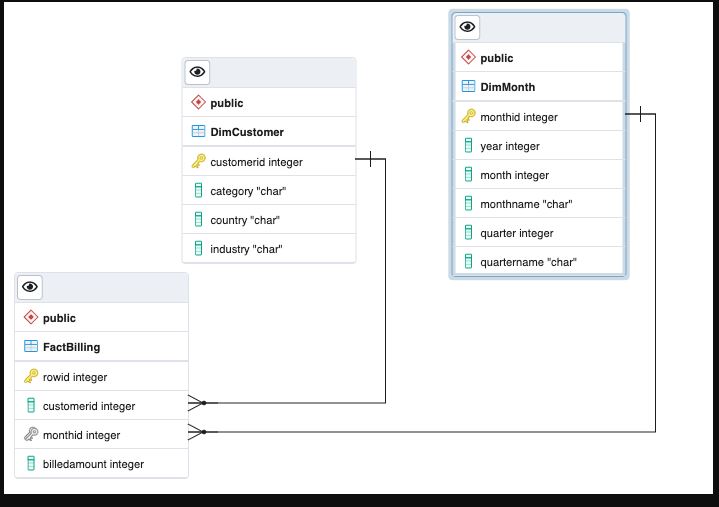 public
DimCustomer
customerid integer
category "char"
country "char"
industry "char"
public
DimMonth
monthid integer
year integer
month integer
monthname "char"
quarter integer
quartername "char"
public
FactBilling
rowid integer
customerid integer
monthid integer
billedamount integer